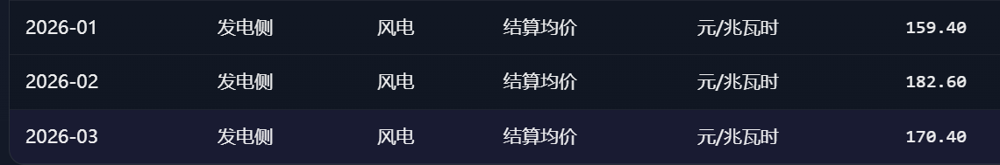 2026-01 发电侧 风电 结算均价 元/兆瓦时 159.40
2026-02 发电侧 风电 结算均价 元/兆瓦时 182.60
2026-03 发电侧 风电 结算均价 元/兆瓦时 170.40